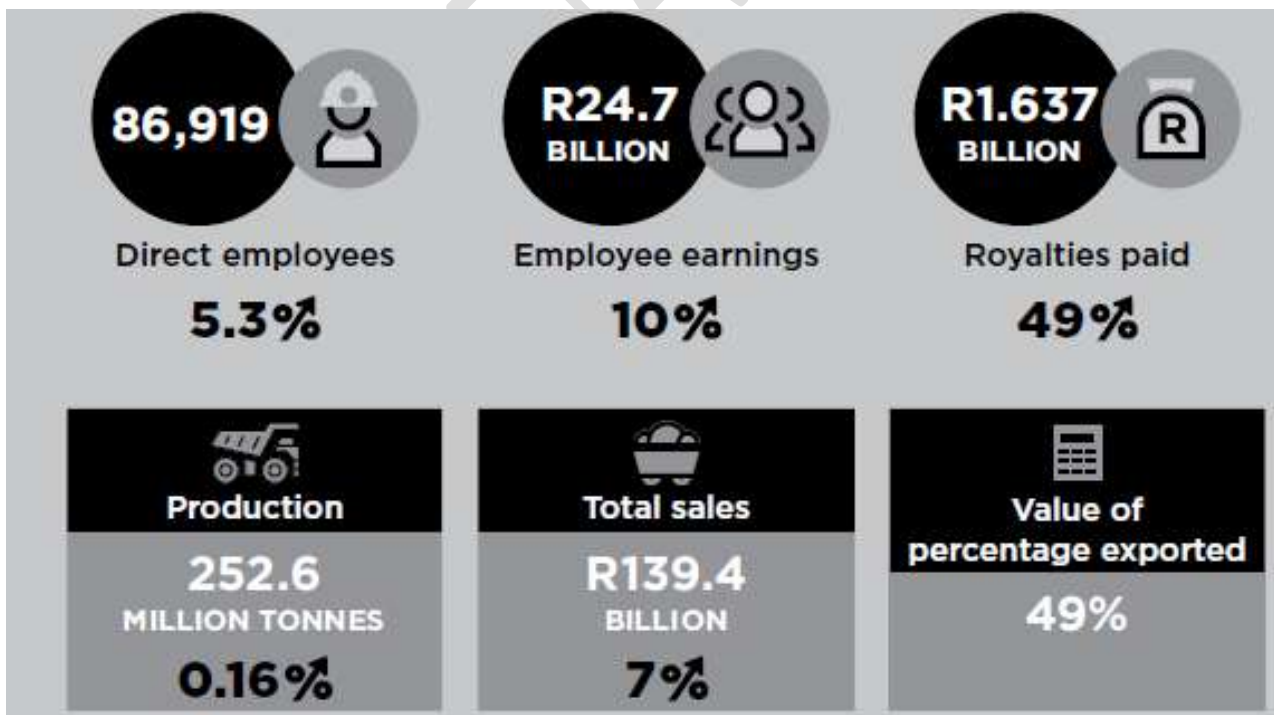 86,919
Direct employees
5.3%
R24.7
BILLION
Employee earnings
10%
R1.637
BILLION
R
Royalties paid
49%
Production
252.6
MILLION TONNES
0.16%
Total sales
R139.4
BILLION
7%
Value of
percentage exported
49%